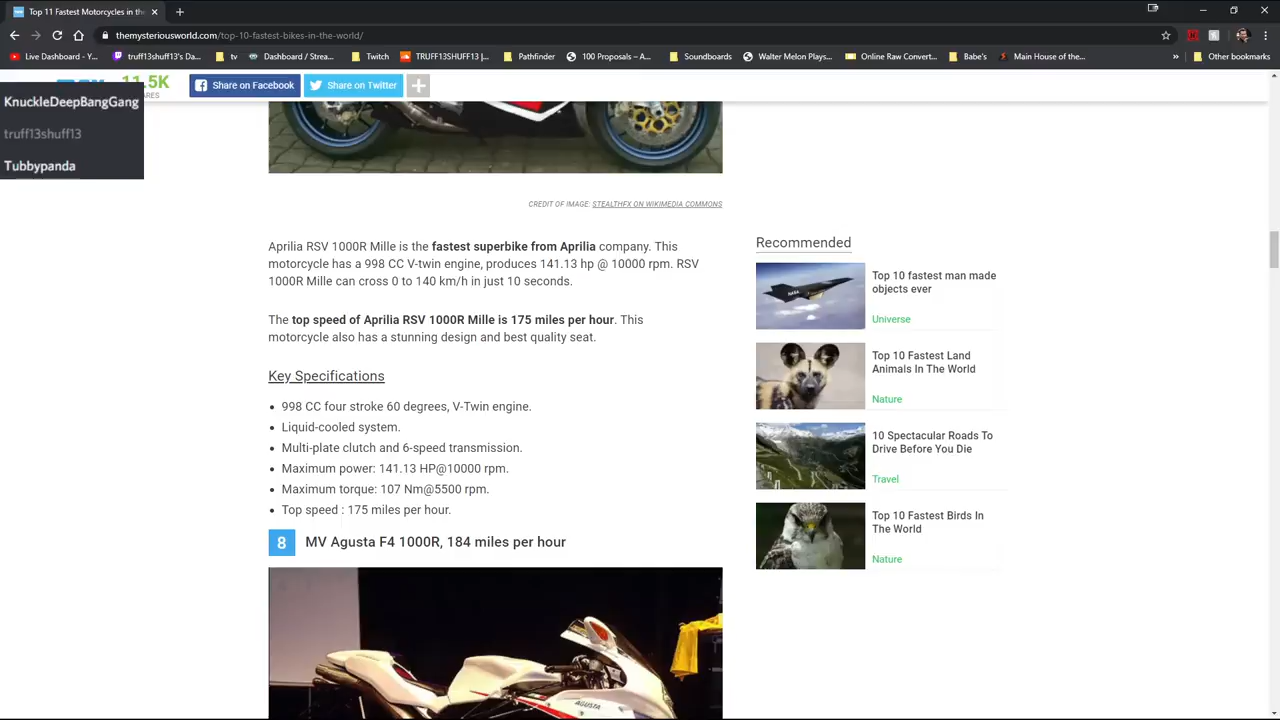 Top 11 Fastest Motorcycles in the
themysteriousworld.com/top-10-fastest-bikes-in-the-world/
Live Dashboard - Y... truff13shuff13's Da... tv Dashboard / Strea... Twitch TRUFF13SHUFF13 |... Pathfinder 100 Proposals – A... Soundboards Walter Melon Plays... Online Raw Convert... Babe's Main House of the... » Other bookmarks
11.5K
ARES
Share on Facebook
Share on Twitter
KnuckleDeepBangGang
truff13shuff13
Tubbypanda
CREDIT OF IMAGE: STEALTHFX ON WIKIMEDIA COMMONS
Aprilia RSV 1000R Mille is the fastest superbike from Aprilia company. This
motorcycle has a 998 CC V-twin engine, produces 141.13 hp @ 10000 rpm. RSV
1000R Mille can cross 0 to 140 km/h in just 10 seconds.
The top speed of Aprilia RSV 1000R Mille is 175 miles per hour. This
motorcycle also has a stunning design and best quality seat.
Key Specifications
998 CC four stroke 60 degrees, V-Twin engine.
Liquid-cooled system.
Multi-plate clutch and 6-speed transmission.
Maximum power: 141.13 HP@10000 rpm.
Maximum torque: 107 Nm@5500 rpm.
Top speed : 175 miles per hour.
8 MV Agusta F4 1000R, 184 miles per hour
AGUSTA
Recommended
NASA
Top 10 fastest man made
objects ever
Universe
Top 10 Fastest Land
Animals In The World
Nature
10 Spectacular Roads To
Drive Before You Die
Travel
Top 10 Fastest Birds In
The World
Nature